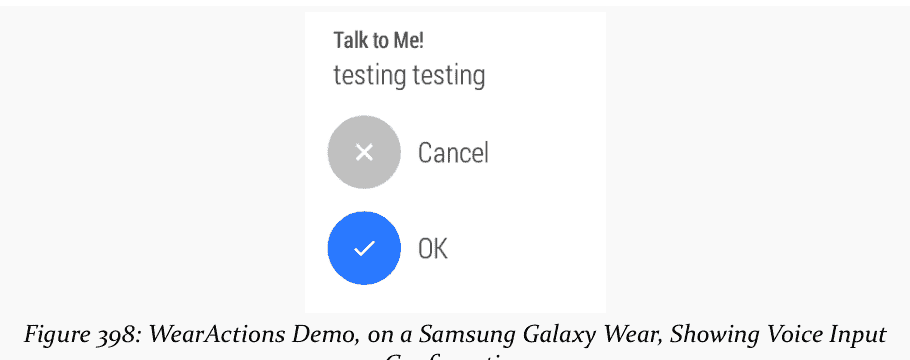 Talk to Me!
testing testing
Cancel
OK
Figure 398: WearActions Demo, on a Samsung Galaxy Wear, Showing Voice Input